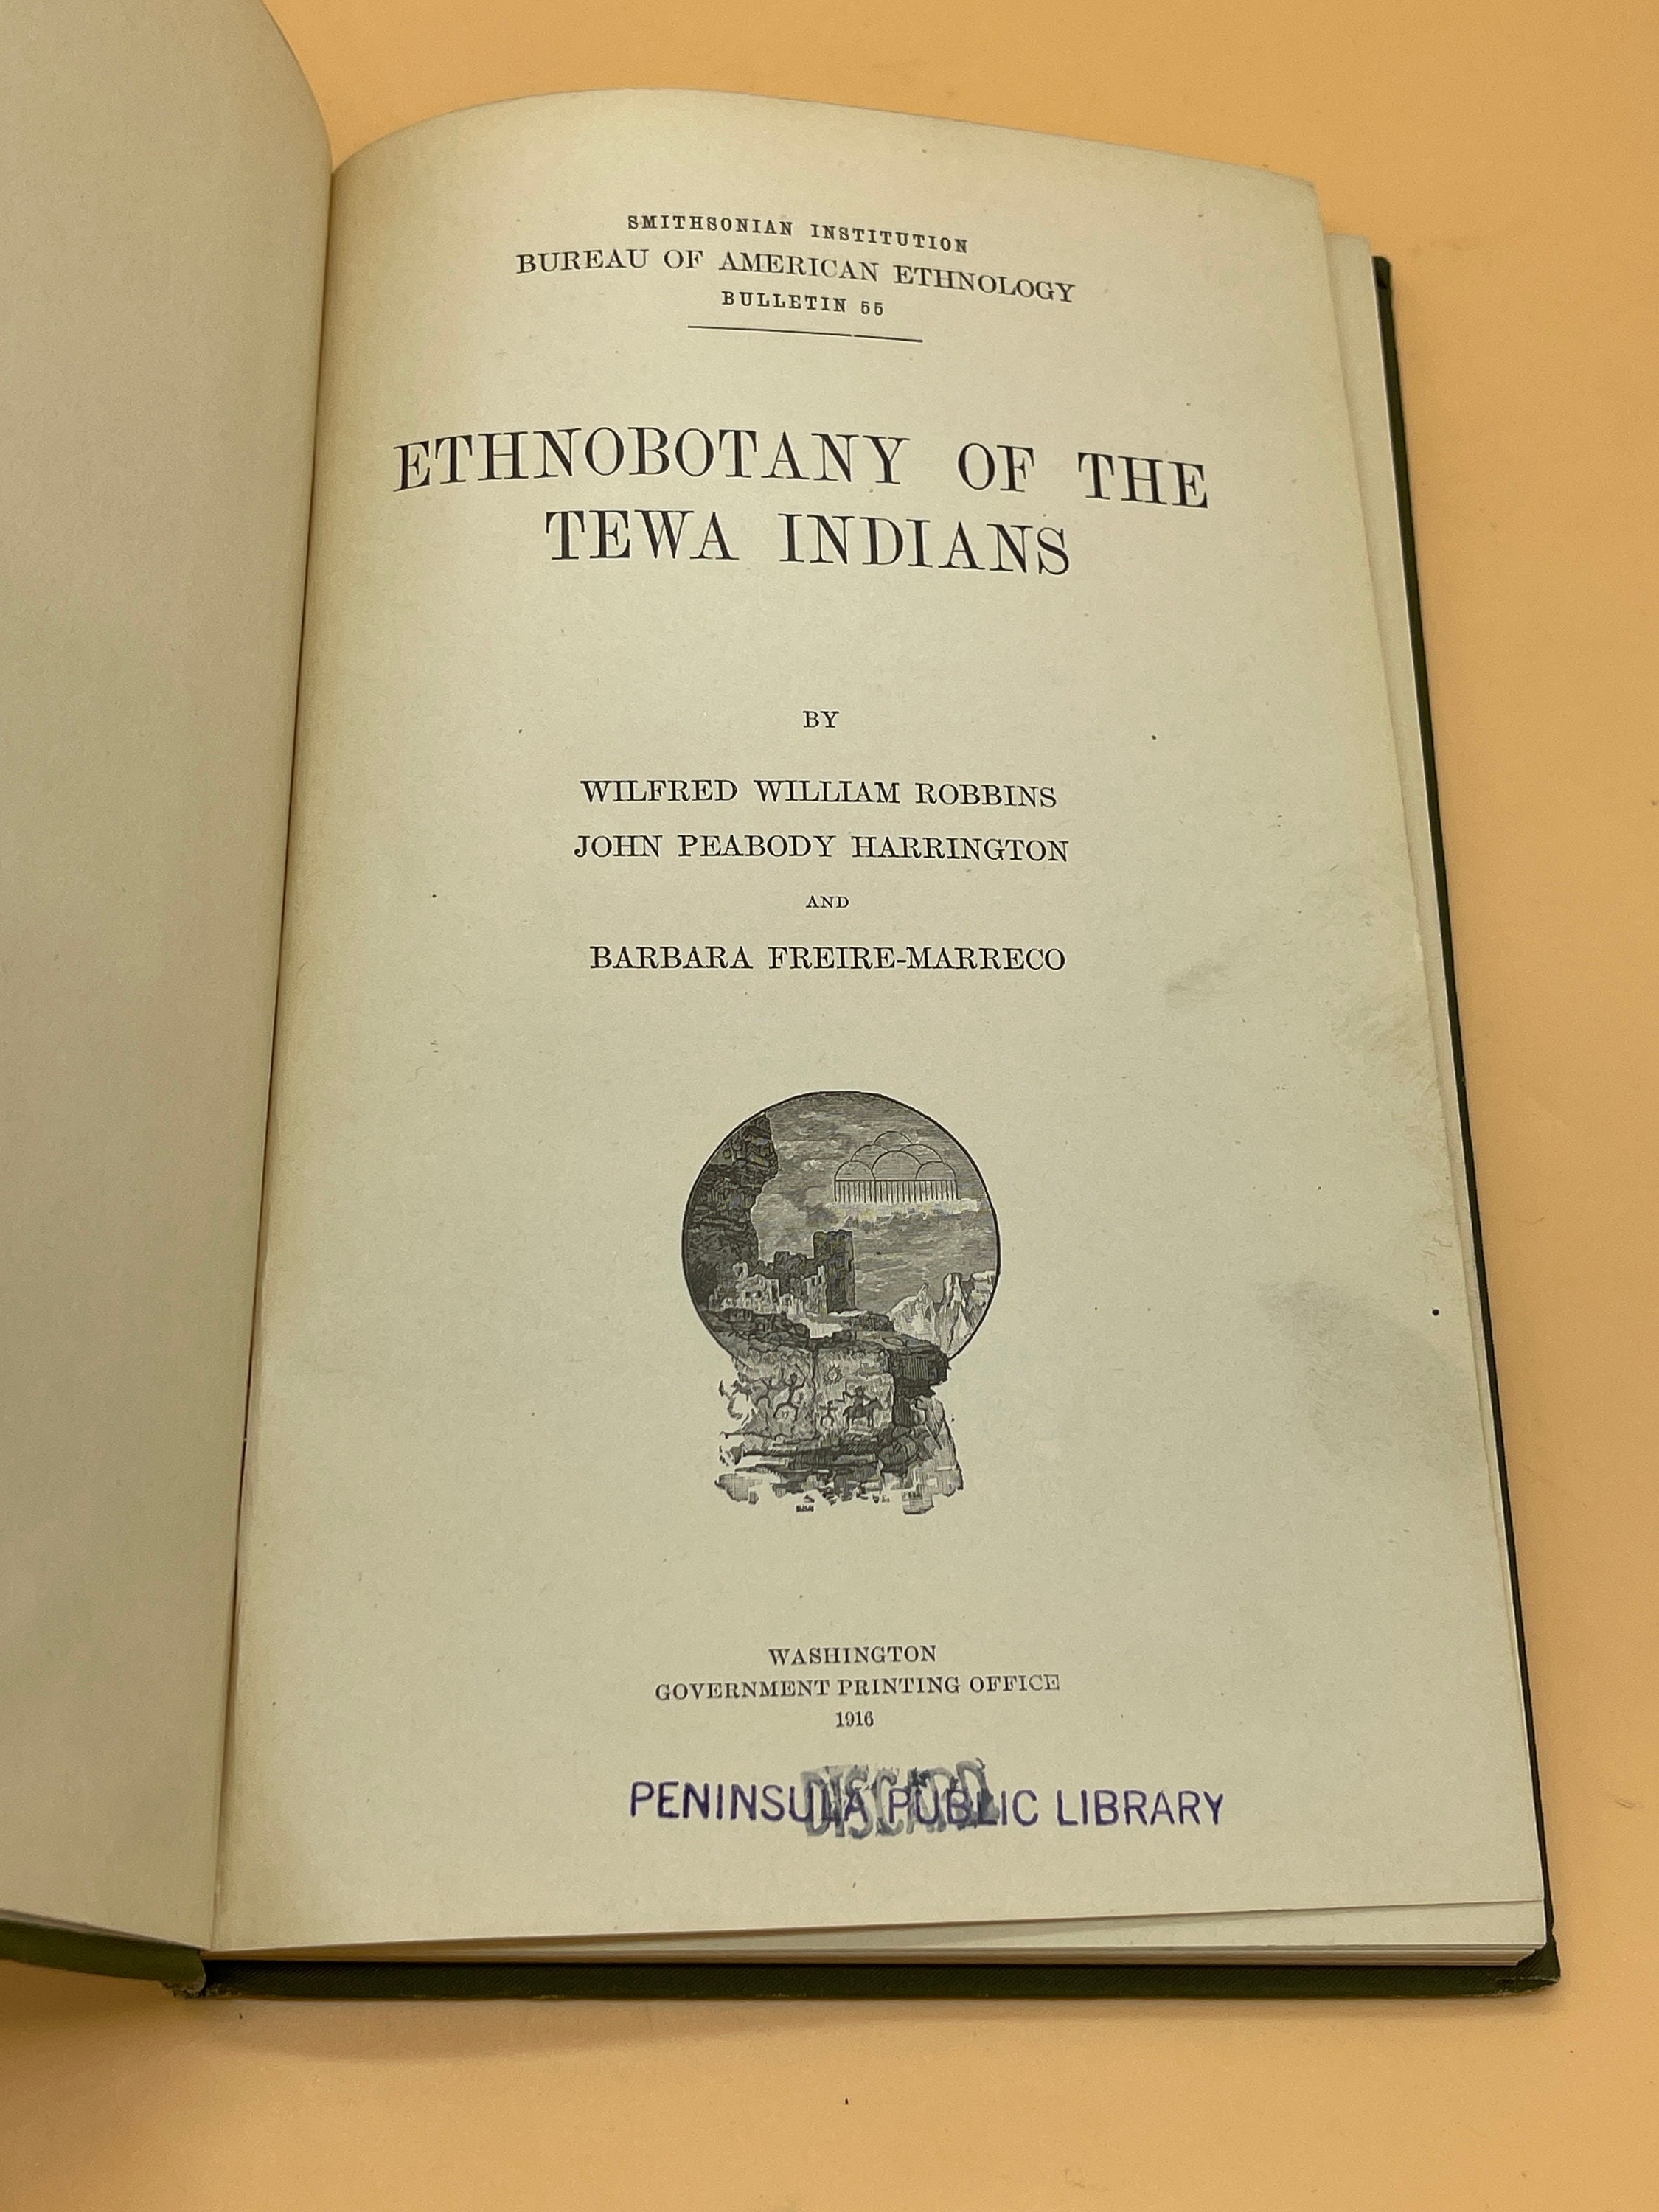 SMITHSONIAN INSTITUTION
BUREAU OF AMERICAN ETHNOLOGY
BULLETIN 55
ETHNOBOTANY OF THE
TEWA INDIANS
BY
WILFRED WILLIAM ROBBINS
JOHN PEABODY HARRINGTON
AND
BARBARA FREIRE-MARRECO
WASHINGTON
GOVERNMENT PRINTING OFFICE
1916
DISCARD
PENINSULA PUBLIC LIBRARY